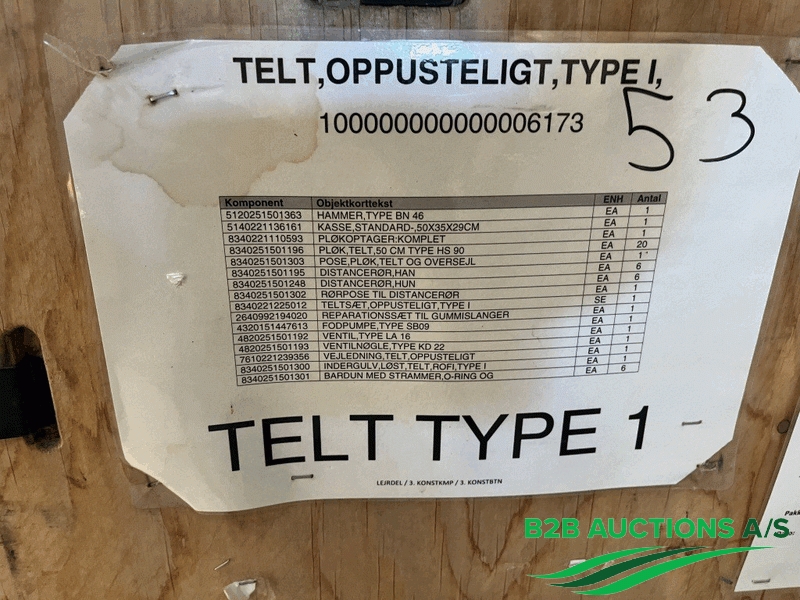 TELT,OPPUSTELIGT,TYPE I,
100000000000006173
53
Komponent Objektkorttekst ENH Antal
5120251501363 HAMMER,TYPE BN 46 EA 1
5140221136161 KASSE,STANDARD-,50X35X29CM EA 1
8340221110593 PLØKOPTAGER:KOMPLET EA 1
8340251501196 PLØK,TELT,50 CM TYPE HS 90 EA 20
8340251501303 POSE,PLØK,TELT OG OVERSEJL EA 1
8340251501195 DISTANCERØR,HAN EA 6
8340251501248 DISTANCERØR,HUN EA 6
8340251501302 RØRPOSE TIL DISTANCERØR EA 1
8340221225012 TELTSÆT,OPPUSTELIGT,TYPE I SE 1
2640992194020 REPARATIONSSÆT TIL GUMMISLANGER EA 1
4320151447613 FODPUMPE,TYPE SB09 EA 1
4820251501192 VENTIL,TYPE LA 16 EA 1
4820251501193 VENTILNØGLE,TYPE KD 22 EA 1
7610221239356 VEJLEDNING,TELT,OPPUSTELIGT EA 1
8340251501300 INDERGULV,LØST,TELT,ROFI,TYPE I EA 1
8340251501301 BARDUN MED STRAMMER,O-RING OG EA 6
TELT TYPE 1
LEJRDEL / 3. KONSTKMP / 3. KONSTBTN
B2B AUCTIONS A/S